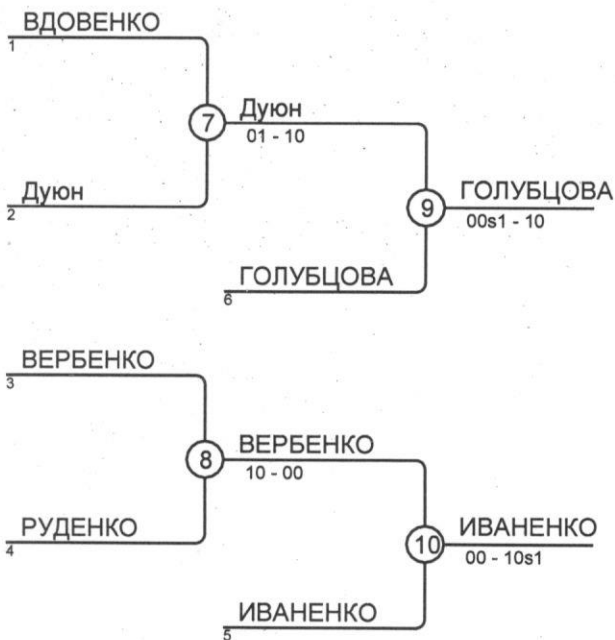 ВДОВЕНКО
1
7
Дуюн
01 - 10
Дуюн
2
9
ГОЛУБЦОВА
00s1 - 10
ГОЛУБЦОВА
6
ВЕРБЕНКО
3
8
ВЕРБЕНКО
10 - 00
РУДЕНКО
4
10
ИВАНЕНКО
00 - 10s1
ИВАНЕНКО
5